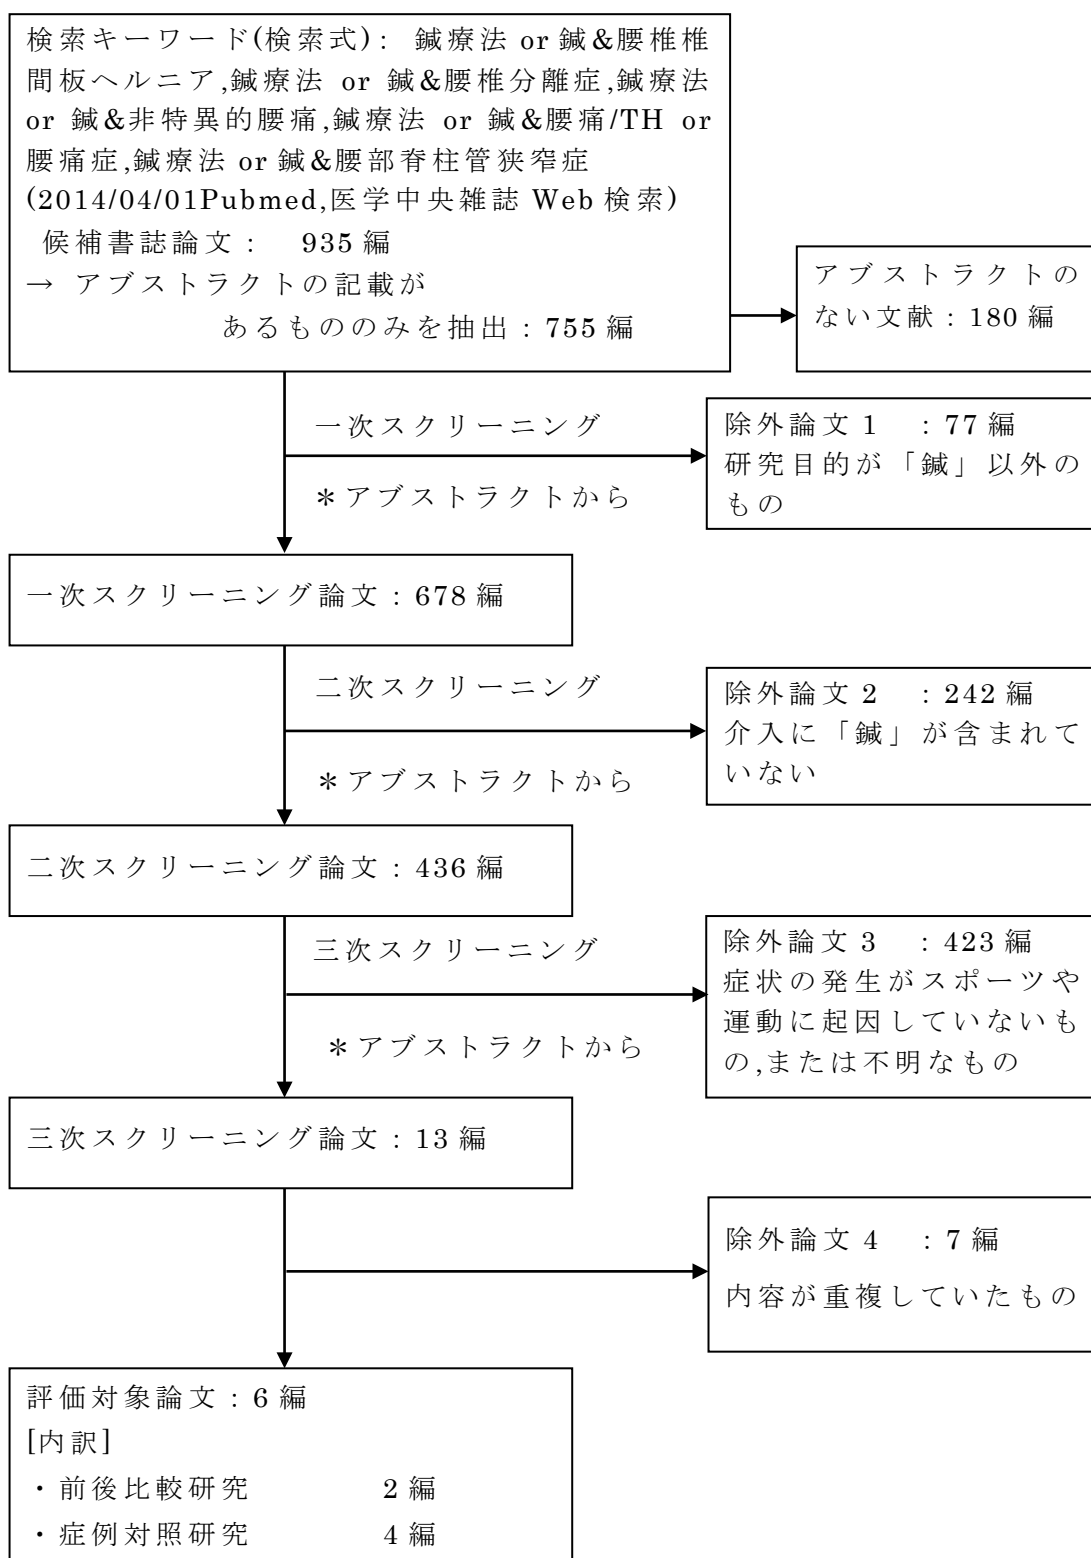 検索キーワード(検索式): 鍼療法 or 鍼&腰椎椎
間板ヘルニア,鍼療法 or 鍼&腰椎分離症,鍼療法
or 鍼&非特異的腰痛,鍼療法 or 鍼&腰痛/TH or
腰痛症,鍼療法 or 鍼&腰部脊柱管狭窄症
(2014/04/01Pubmed,医学中央雑誌 Web 検索)
候補書誌論文: 935 編
→ アブストラクトの記載が
あるもののみを抽出:755 編
アブストラクトの
ない文献:180 編
一次スクリーニング
*アブストラクトから
除外論文 1 :77 編
研究目的が「鍼」以外の
もの
一次スクリーニング論文:678 編
二次スクリーニング
*アブストラクトから
除外論文 2 :242 編
介入に「鍼」が含まれて
いない
二次スクリーニング論文:436 編
三次スクリーニング
*アブストラクトから
除外論文 3 :423 編
症状の発生がスポーツや
運動に起因していないも
の,または不明なもの
三次スクリーニング論文:13 編
除外論文 4 :7 編
内容が重複していたもの
評価対象論文:6 編
[内訳]
・前後比較研究 2 編
・症例対照研究 4 編